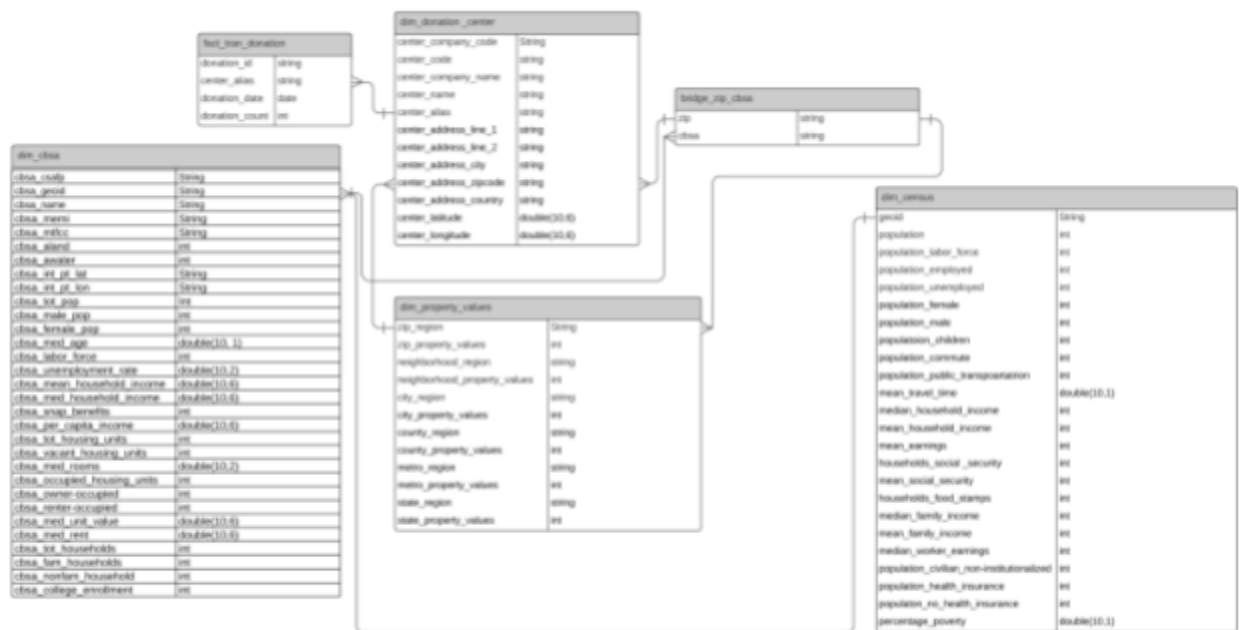 fact_tran_donation
donation_id string
center_alias string
donation_date date
donation_count int
dim_donation_center
center_company_code String
center_code string
center_company_name string
center_name string
center_alias string
center_address_line_1 string
center_address_line_2 string
center_address_city string
center_address_zipcode string
center_address_country string
center_latitude double(10,6)
center_longitude double(10,6)
bridge_zip_cbsa
zip string
cbsa string
dim_cbsa
cbsa_csafp String
cbsa_geoid String
cbsa_name String
cbsa_memi String
cbsa_mtfcc String
cbsa_aland int
cbsa_awater int
cbsa_int_pt_lat String
cbsa_int_pt_lon String
cbsa_tot_pop int
cbsa_male_pop int
cbsa_female_pop int
cbsa_med_age double(10, 1)
cbsa_labor_force int
cbsa_unemployment_rate double(10,2)
cbsa_mean_household_income double(10,6)
cbsa_med_household_income double(10,6)
cbsa_snap_benefits int
cbsa_per_capita_income double(10,6)
cbsa_tot_housing_units int
cbsa_vacant_housing_units int
cbsa_med_rooms double(10,2)
cbsa_occupied_housing_units int
cbsa_owner-occupied int
cbsa_renter-occupied int
cbsa_med_unit_value double(10,6)
cbsa_med_rent double(10,6)
cbsa_tot_households int
cbsa_fam_households int
cbsa_nonfam_household int
cbsa_college_enrollment int
dim_property_values
zip_region String
zip_property_values int
neighborhood_region string
neighborhood_property_values int
city_region string
city_property_values int
county_region string
county_property_values int
metro_region string
metro_property_values int
state_region string
state_property_values int
dim_census
geoid String
population int
population_labor_force int
population_employed int
population_unemployed int
population_female int
population_male int
populatoion_children int
population_commute int
population_public_transpoartatrion int
mean_travel_time double(10,1)
median_household_income int
mean_household_income int
mean_earnings int
households_social _security int
mean_social_security int
households_food_stamps int
median_family_income int
mean_family_income int
median_worker_earnings int
population_civilian_non-institutionalized int
population_health_insurance int
populaton_no_health_insurance int
percentage_poverty double(10,1)